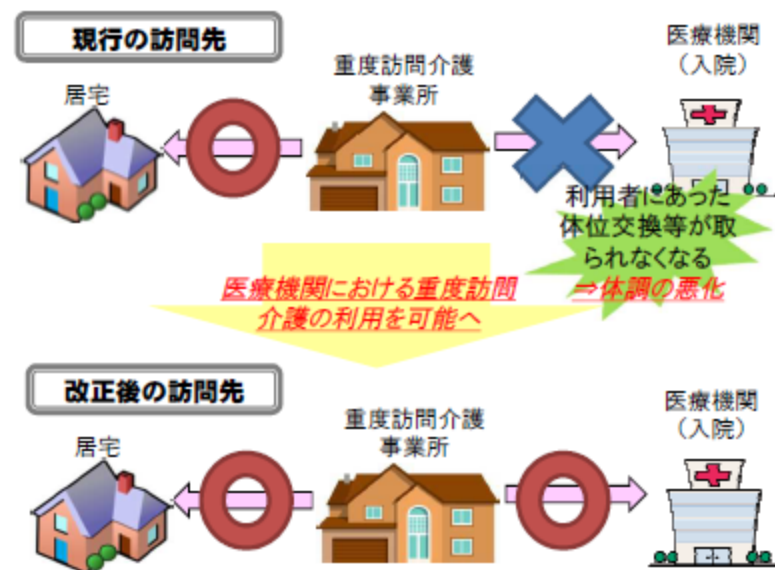 現行の訪問先
居宅
重度訪問介護
事業所
医療機関
（入院）
利用者にあった
体位交換等が取
られなくなる
⇒体調の悪化
医療機関における重度訪問
介護の利用を可能へ
改正後の訪問先
居宅
重度訪問介護
事業所
医療機関
（入院）